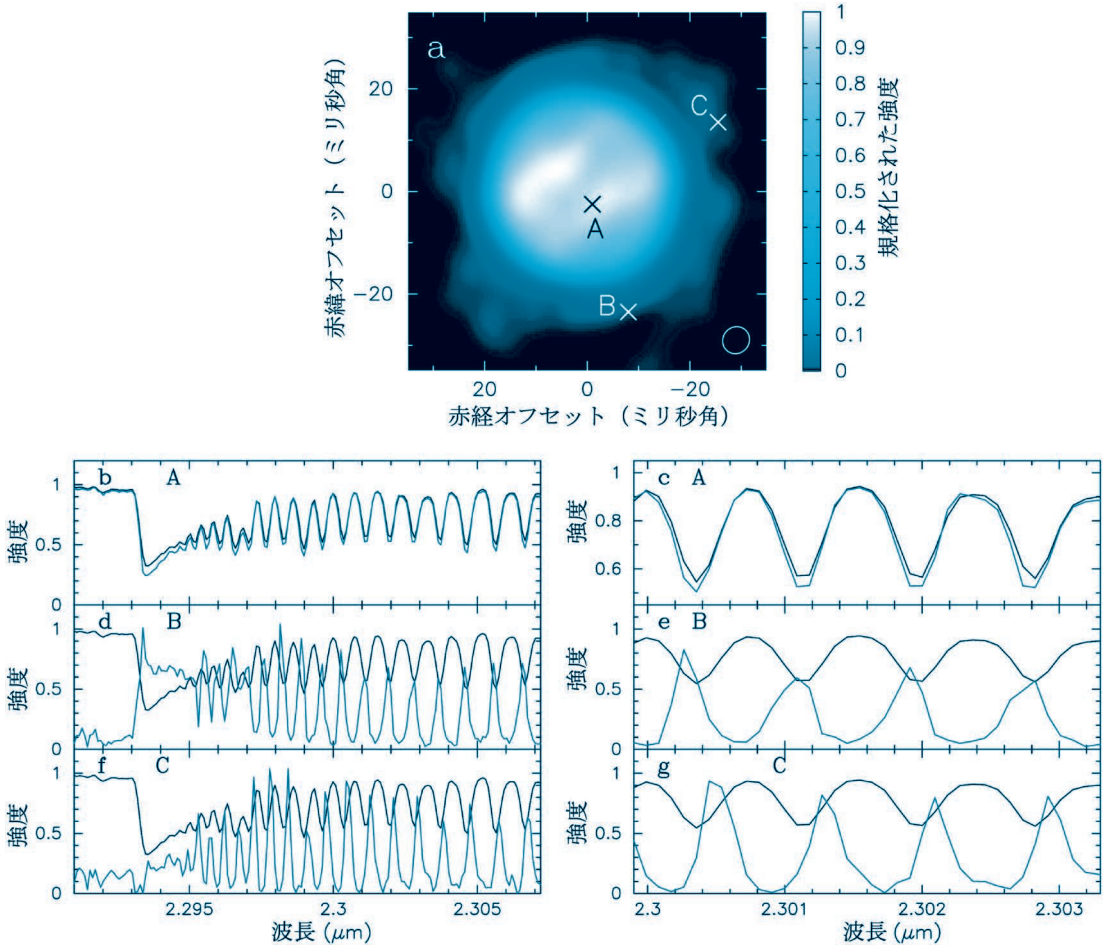 a
A
B
C
20
0
−20
20
0
−20
赤緯オフセット（ミリ秒角）
赤経オフセット（ミリ秒角）
1
0.9
0.8
0.7
0.6
0.5
0.4
0.3
0.2
0.1
0
規格化された強度
b A
1
0.5
0
強度
c A
1
0.8
0.6
強度
d B
1
0.5
0
強度
e B
1
0.5
0
強度
f C
1
0.5
0
強度
2.295
2.3
2.305
波長 (μm)
g C
1
0.5
0
強度
2.3
2.301
2.302
2.303
波長 (μm)